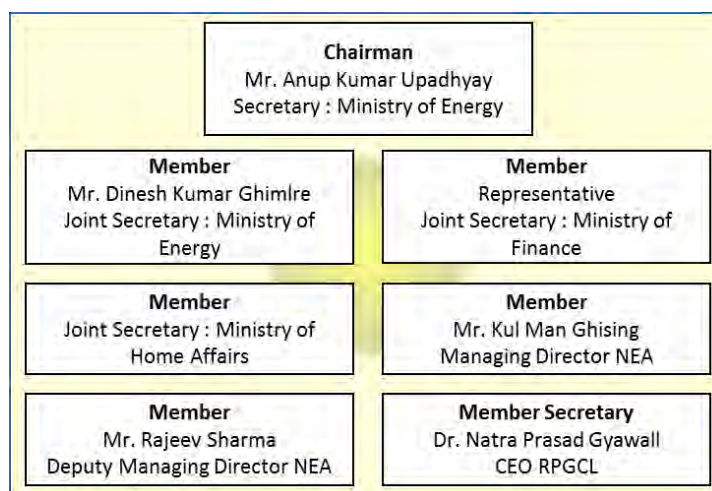 Chairman
Mr. Anup Kumar Upadhyay
Secretary : Ministry of Energy
Member
Mr. Dinesh Kumar Ghimlre
Joint Secretary : Ministry of
Energy
Member
Representative
Joint Secretary : Ministry of
Finance
Member
Joint Secretary : Ministry of
Home Affairs
Member
Mr. Kul Man Ghising
Managing Director NEA
Member
Mr. Rajeev Sharma
Deputy Managing Director NEA
Member Secretary
Dr. Natra Prasad Gyawall
CEO RPGCL